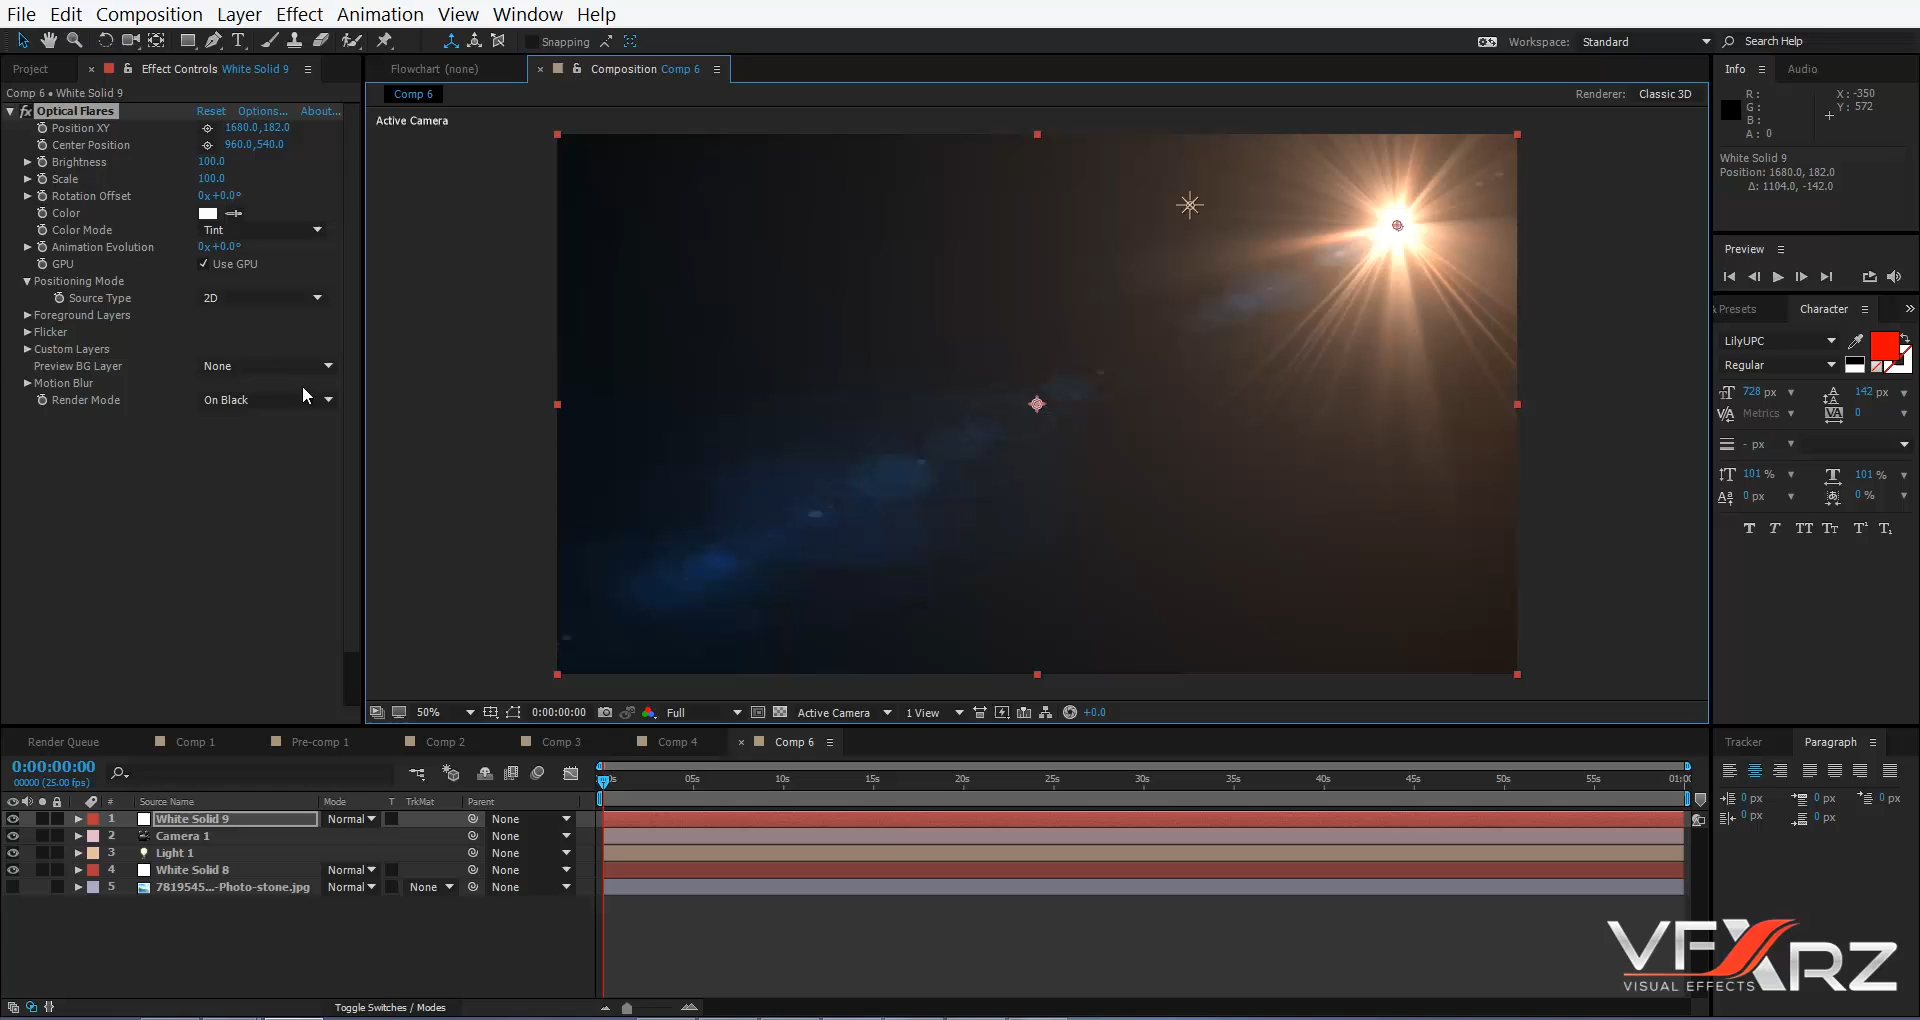 File Edit Composition Layer Effect Animation View Window Help
Snapping
Workspace: Standard
Search Help
Project
Effect Controls White Solid 9
Flowchart (none)
Composition Comp 6
Info
Audio
Comp 6 • White Solid 9
fx Optical Flares Reset Options... About...
Position XY 1680.0,182.0
Center Position 960.0,540.0
Brightness 100.0
Scale 100.0
Rotation Offset 0x+0.0°
Color
Color Mode Tint
Animation Evolution 0x+0.0°
GPU Use GPU
Positioning Mode
Source Type 2D
Foreground Layers
Flicker
Custom Layers
Preview BG Layer None
Motion Blur
Render Mode On Black
Comp 6
Renderer: Classic 3D
Active Camera
50%
0:00:00:00
Full
Active Camera
1 View
+0.0
R:
G:
B:
A: 0
X: -350
Y: 572
White Solid 9
Position: 1680.0, 182.0
Δ: 1104.0, -142.0
Preview
& Presets
Character
LilyUPC
Regular
728 px
142 px
Metrics
0
- px
101 %
101 %
0 px
0 %
T T TT Tt T¹ T₁
Render Queue
Comp 1
Pre-comp 1
Comp 2
Comp 3
Comp 4
Comp 6
0:00:00:00
00000 (25.00 fps)
05s 10s 15s 20s 25s 30s 35s 40s 45s 50s 55s
# Source Name Mode T TrkMat Parent
1 White Solid 9 Normal None
2 Camera 1 None
3 Light 1 None
4 White Solid 8 Normal None
5 7819545...-Photo-stone.jpg Normal None None
Toggle Switches / Modes
Tracker
Paragraph
0 px 0 px 0 px
0 px 0 px
VFXARZ
VISUAL EFFECTS